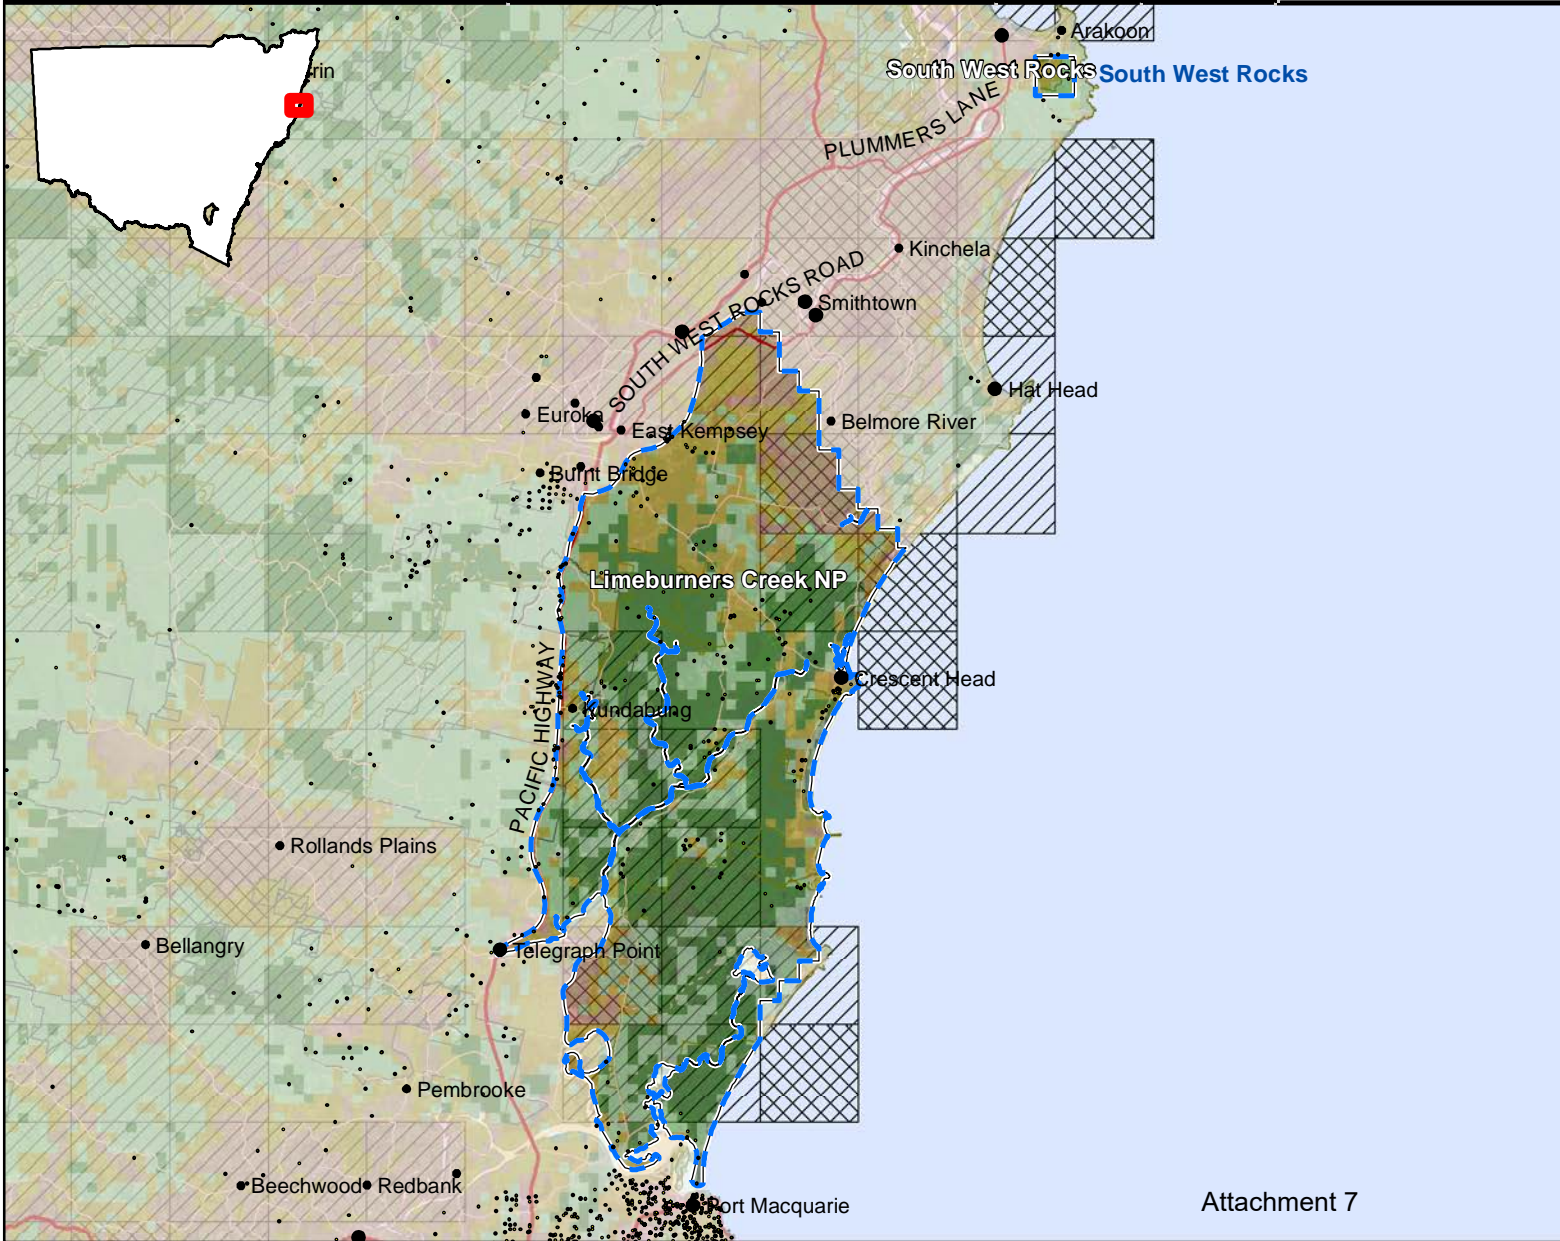 Arakoon
rin
South West Rocks
South West Rocks
PLUMMERS LANE
Kinchela
SOUTH WEST ROCKS ROAD
Smithtown
Hat Head
Euroka
Belmore River
East Kempsey
Burnt Bridge
Limeburners Creek NP
PACIFIC HIGHWAY
Crescent Head
Kundabung
Rollands Plains
Bellangry
Telegraph Point
Pembrooke
Beechwood
Redbank
Port Macquarie
Attachment 7